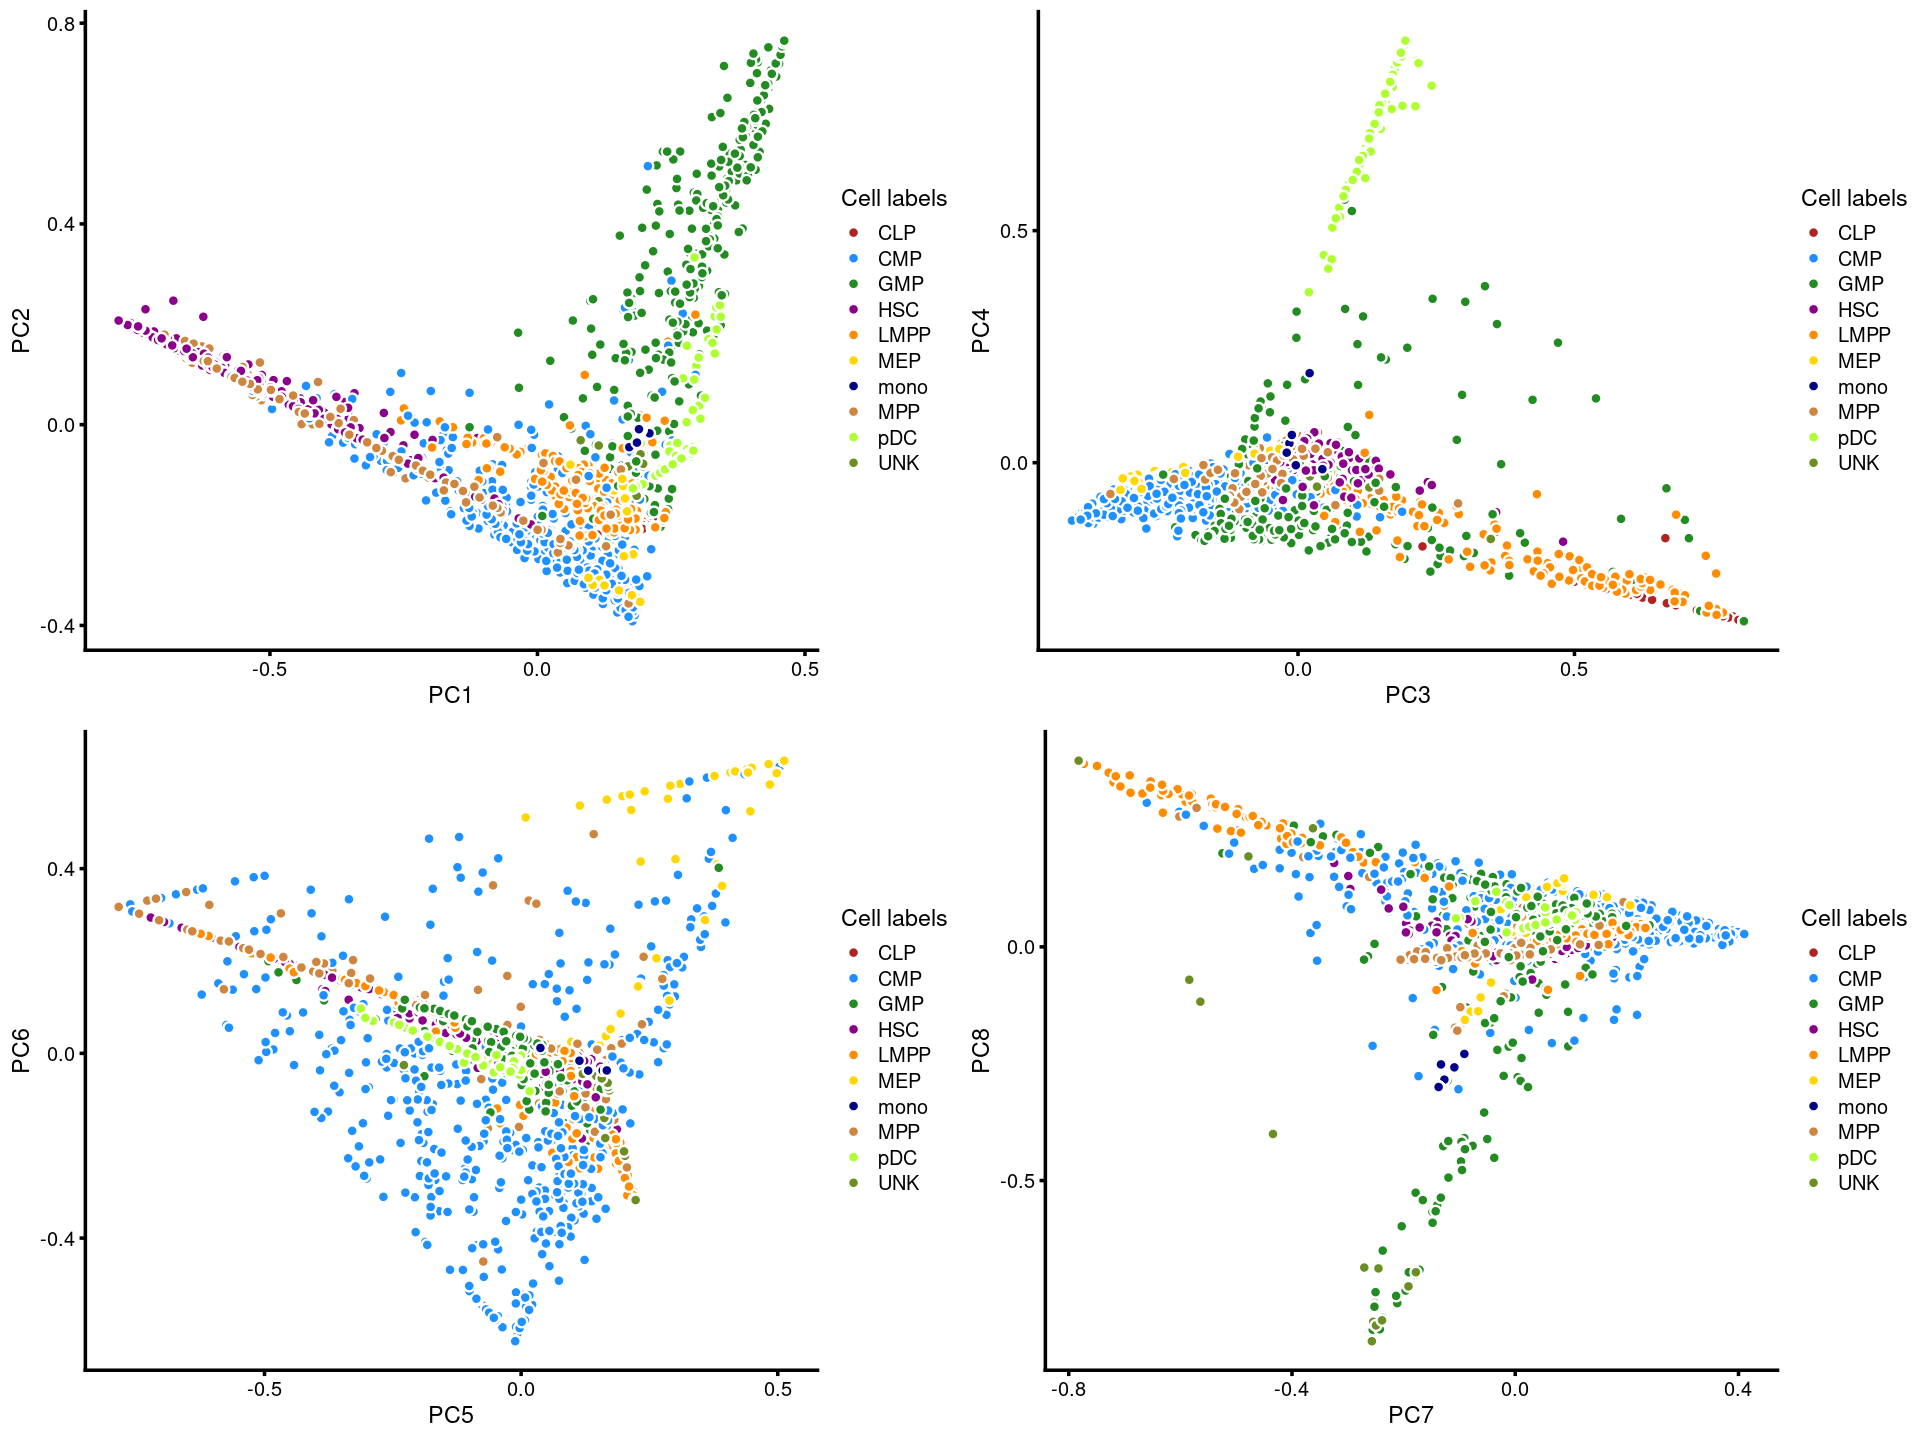 0.8
0.4
0.0
-0.4
PC2
-0.5
0.0
0.5
PC1
Cell labels
CLP
CMP
GMP
HSC
LMPP
MEP
mono
MPP
pDC
UNK
0.5
0.0
PC4
0.0
0.5
PC3
Cell labels
CLP
CMP
GMP
HSC
LMPP
MEP
mono
MPP
pDC
UNK
0.4
0.0
-0.4
PC6
-0.5
0.0
0.5
PC5
Cell labels
CLP
CMP
GMP
HSC
LMPP
MEP
mono
MPP
pDC
UNK
0.0
-0.5
PC8
-0.8
-0.4
0.0
0.4
PC7
Cell labels
CLP
CMP
GMP
HSC
LMPP
MEP
mono
MPP
pDC
UNK